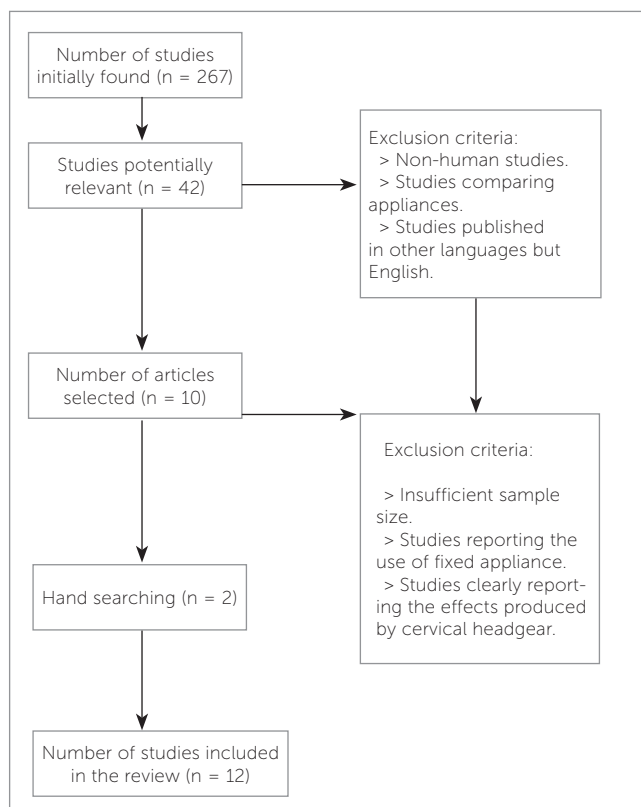 Number of studies
initially found (n = 267)
Studies potentially
relevant (n = 42)
Exclusion criteria:
> Non-human studies.
> Studies comparing
appliances.
> Studies published
in other languages but
English.
Number of articles
selected (n = 10)
Exclusion criteria:
> Insufficient sample
size.
> Studies reporting the
use of fixed appliance.
> Studies clearly report-
ing the effects produced
by cervical headgear.
Hand searching (n = 2)
Number of studies included
in the review (n = 12)